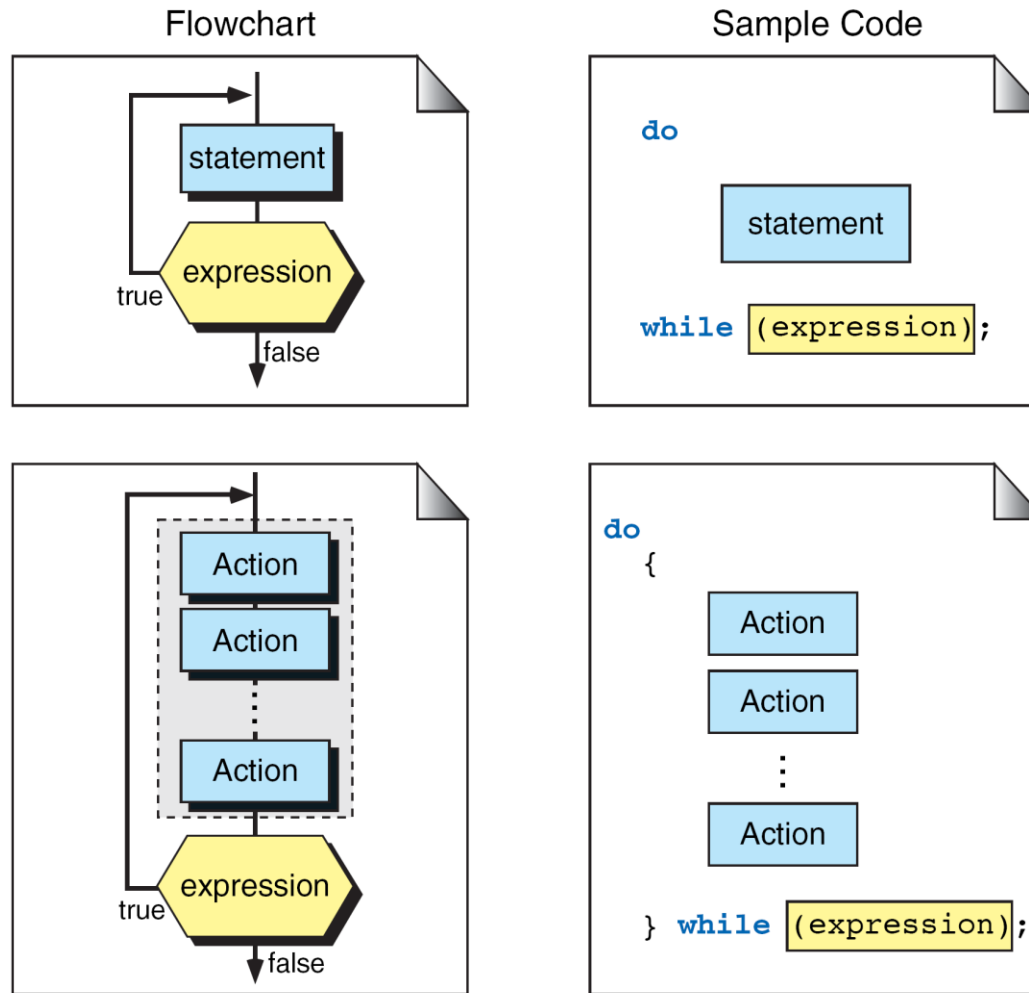 Flowchart
Sample Code
statement
expression
true
false
do
statement
while (expression);
Action
Action
Action
expression
true
false
do
{
Action
Action
Action
} while (expression);